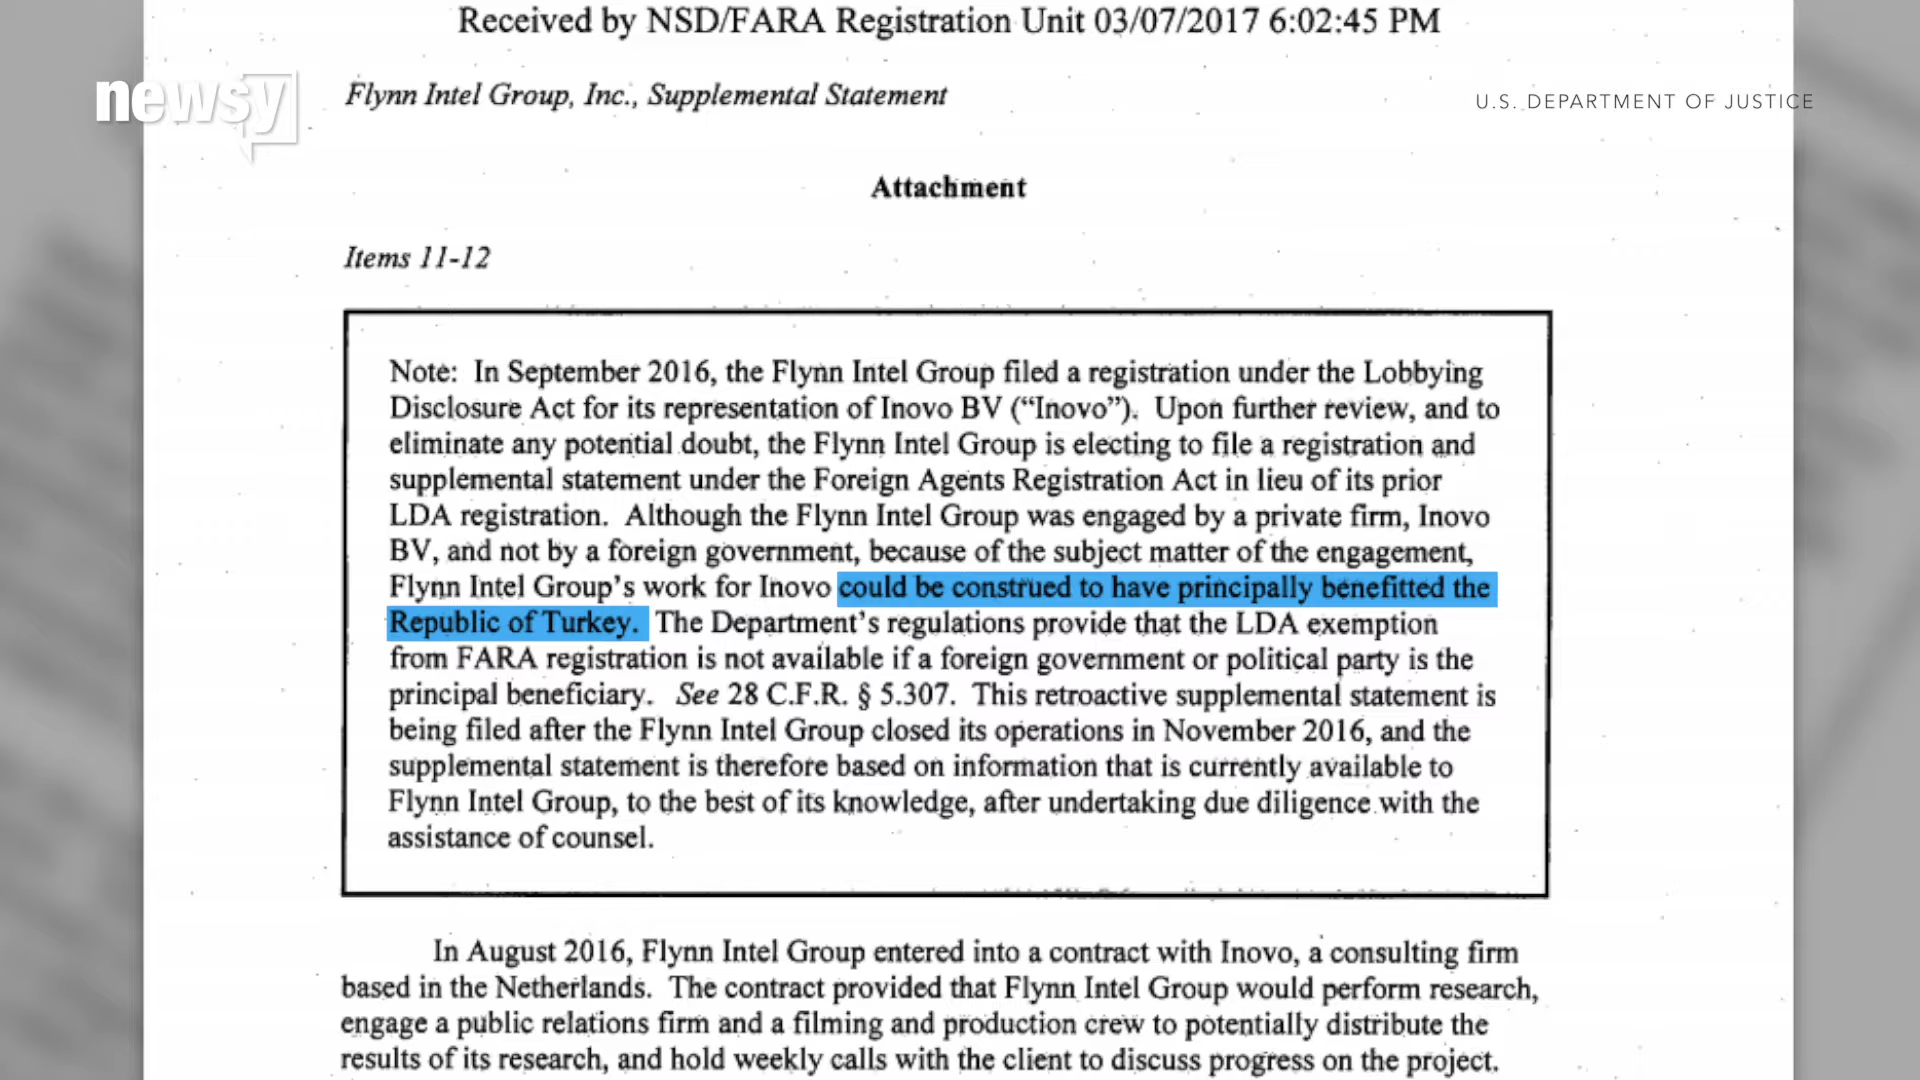 Received by NSD/FARA Registration Unit 03/07/2017 6:02:45 PM
newsy
Flynn Intel Group, Inc., Supplemental Statement
U.S. DEPARTMENT OF JUSTICE
Attachment
Items 11-12
Note: In September 2016, the Flynn Intel Group filed a registration under the Lobbying
Disclosure Act for its representation of Inovo BV (“Inovo”). Upon further review, and to
eliminate any potential doubt, the Flynn Intel Group is electing to file a registration and
supplemental statement under the Foreign Agents Registration Act in lieu of its prior
LDA registration. Although the Flynn Intel Group was engaged by a private firm, Inovo
BV, and not by a foreign government, because of the subject matter of the engagement,
Flynn Intel Group’s work for Inovo could be construed to have principally benefitted the
Republic of Turkey. The Department’s regulations provide that the LDA exemption
from FARA registration is not available if a foreign government or political party is the
principal beneficiary. See 28 C.F.R. § 5.307. This retroactive supplemental statement is
being filed after the Flynn Intel Group closed its operations in November 2016, and the
supplemental statement is therefore based on information that is currently available to
Flynn Intel Group, to the best of its knowledge, after undertaking due diligence with the
assistance of counsel.
In August 2016, Flynn Intel Group entered into a contract with Inovo, a consulting firm
based in the Netherlands. The contract provided that Flynn Intel Group would perform research,
engage a public relations firm and a filming and production crew to potentially distribute the
results of its research, and hold weekly calls with the client to discuss progress on the project.